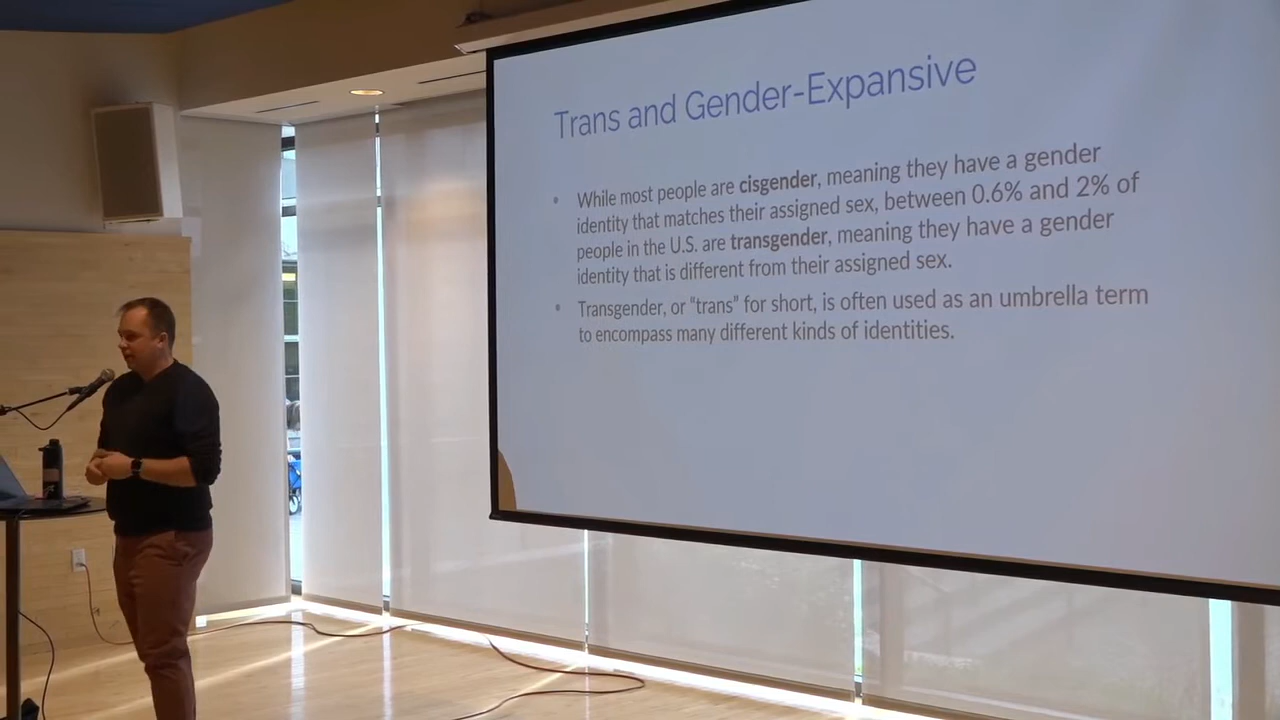 Trans and Gender-Expansive
• While most people are cisgender, meaning they have a gender
identity that matches their assigned sex, between 0.6% and 2% of
people in the U.S. are transgender, meaning they have a gender
identity that is different from their assigned sex.
• Transgender, or “trans” for short, is often used as an umbrella term
to encompass many different kinds of identities.